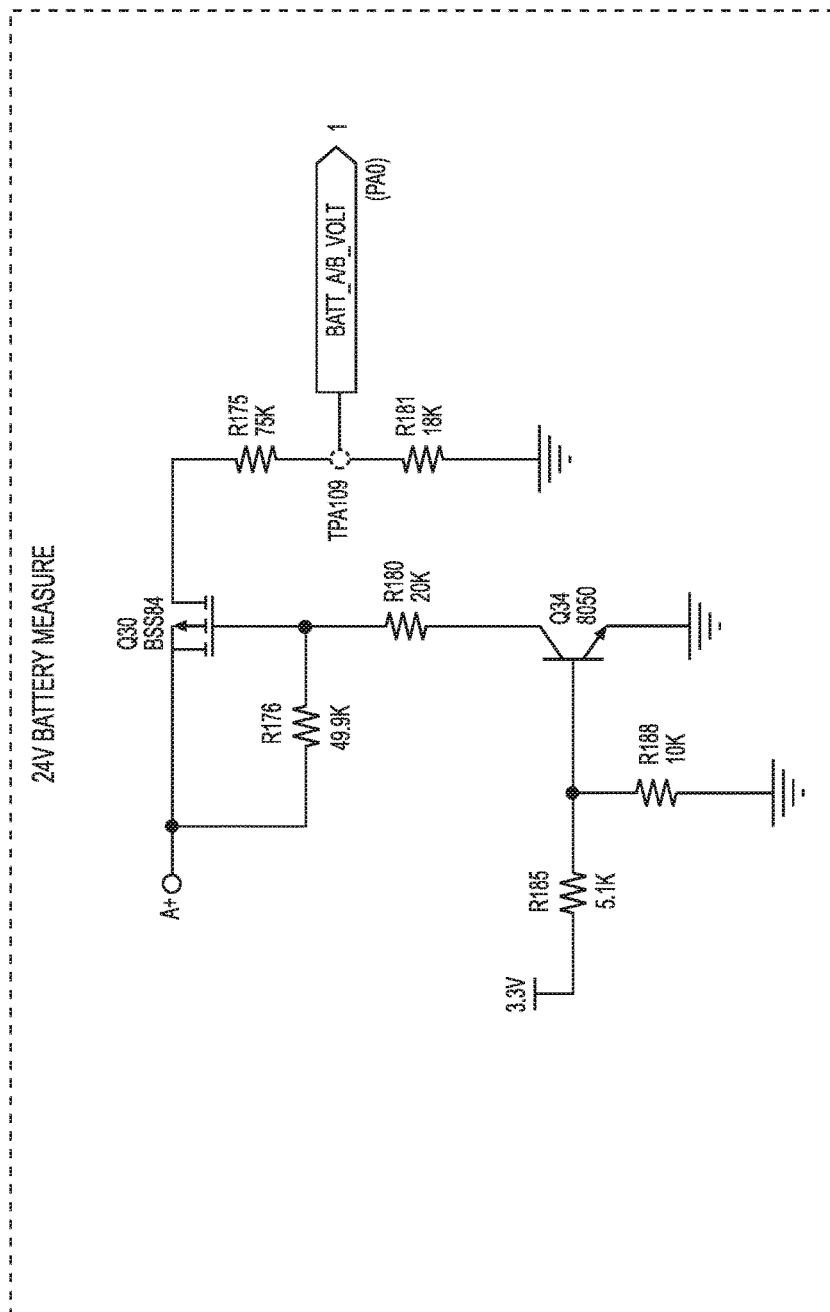 24V BATTERY MEASURE
Q30
BSS84
R175
75K
BATT_A/B_VOLT
1
(PA0)
A+
R176
49.9K
TPA109
R180
20K
R181
18K
Q34
8050
3.3V
R185
5.1K
R188
10K